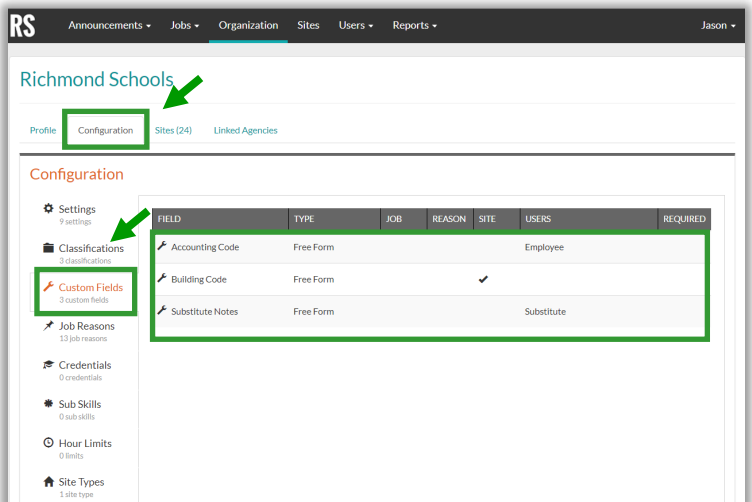 RS Announcements Jobs Organization Sites Users Reports Jason
Richmond Schools
Profile Configuration Sites (24) Linked Agencies
Configuration
Settings
9 settings
Classifications
3 classifications
Custom Fields
3 custom fields
Job Reasons
13 job reasons
Credentials
0 credentials
Sub Skills
0 sub skills
Hour Limits
0 limits
Site Types
1 site type
FIELD TYPE JOB REASON SITE USERS REQUIRED
Accounting Code Free Form Employee
Building Code Free Form ✔
Substitute Notes Free Form Substitute